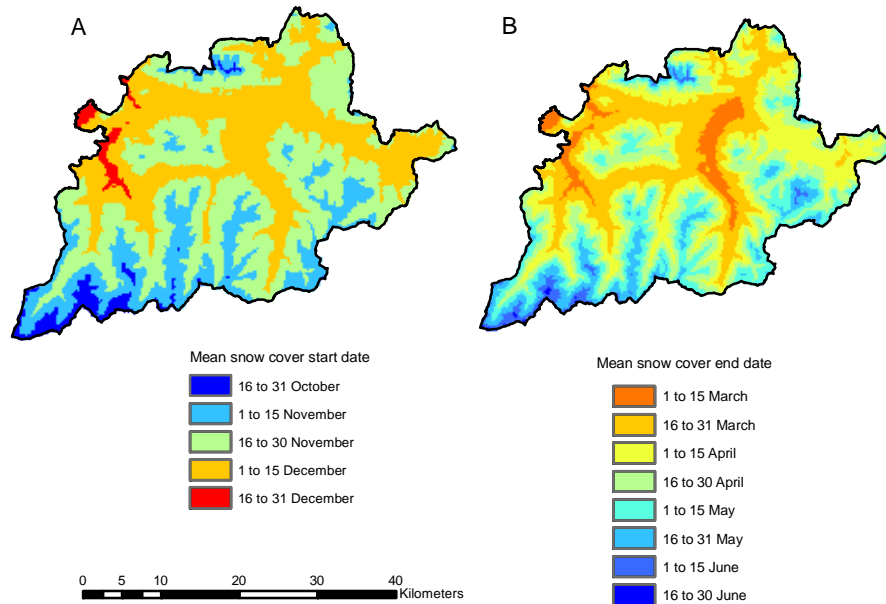 A
B
Mean snow cover start date
16 to 31 October
1 to 15 November
16 to 30 November
1 to 15 December
16 to 31 December
Mean snow cover end date
1 to 15 March
16 to 31 March
1 to 15 April
16 to 30 April
1 to 15 May
16 to 31 May
1 to 15 June
16 to 30 June
0 5 10 20 30 40 Kilometers